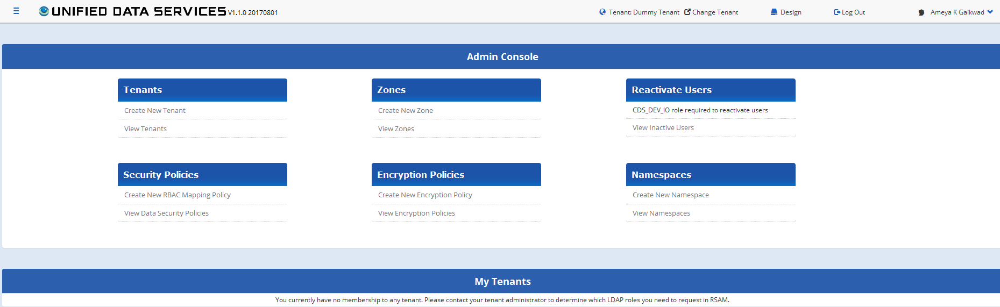 UNIFIED DATA SERVICES V1.1.0 20170801
Tenant: Dummy Tenant Change Tenant Design Log Out Ameya K Gaikwad
Admin Console
Tenants
Create New Tenant
View Tenants
Zones
Create New Zone
View Zones
Reactivate Users
CDS_DEV_IO role required to reactivate users
View Inactive Users
Security Policies
Create New RBAC Mapping Policy
View Data Security Policies
Encryption Policies
Create New Encryption Policy
View Encryption Policies
Namespaces
Create New Namespace
View Namespaces
My Tenants
You currently have no membership to any tenant. Please contact your tenant administrator to determine which LDAP roles you need to request in RSAM.